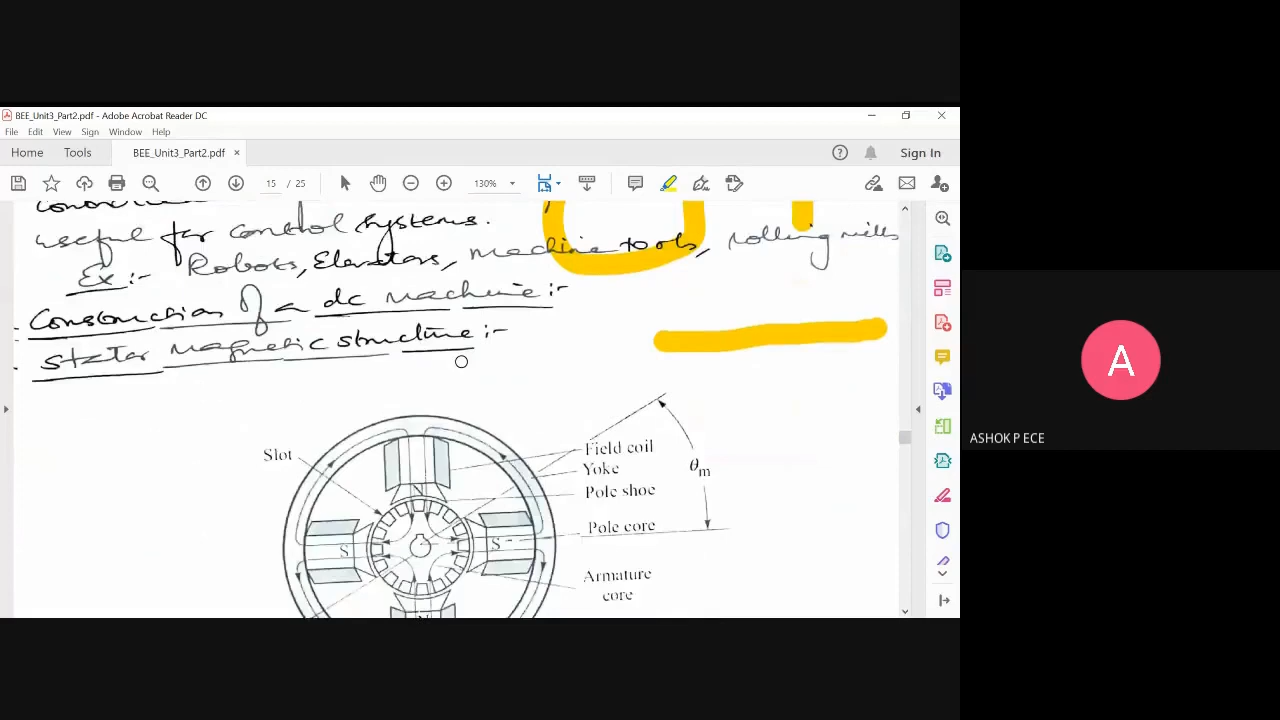 BEE_Unit3_Part2.pdf - Adobe Acrobat Reader DC
File Edit View Sign Window Help
Home Tools BEE_Unit3_Part2.pdf × Sign In
15 / 25 130%
useful for control systems.
Ex:- Robots, Elevators, machine tools, rolling mills
Construction of a dc machine:-
stator magnetic structure:-
Slot
Field coil
Yoke
θm
Pole shoe
N
Pole core
S
S
Armature
core
N
A
ASHOK P ECE